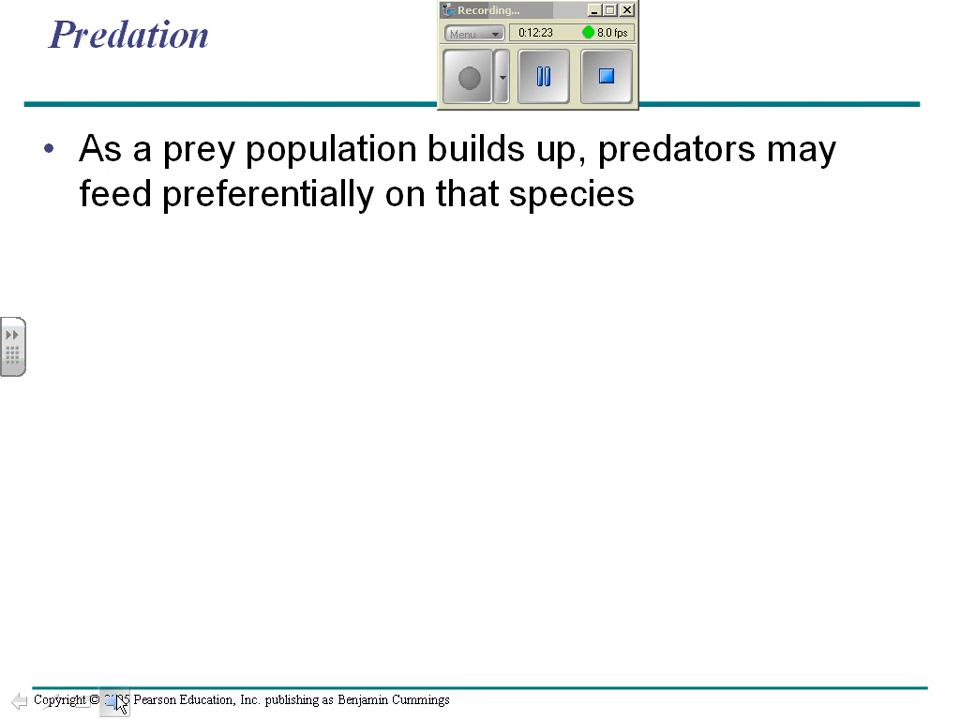 Predation
Recording...
Menu
0:12:23
8.0 fps
• As a prey population builds up, predators may
feed preferentially on that species
Copyright © 2005 Pearson Education, Inc. publishing as Benjamin Cummings